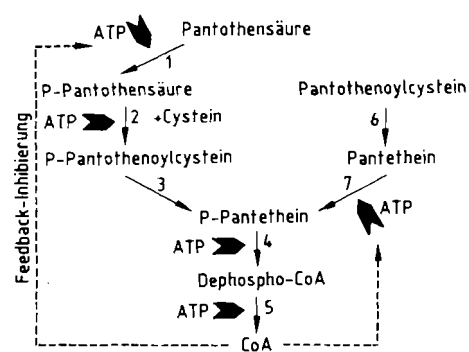 ATP Pantothensäure
1
P-Pantothensäure Pantothenoylcystein
ATP 2 +Cystein 6
P-Pantothenoylcystein Pantethein
3 7 ATP
P-Pantethein
ATP 4
Dephospho-CoA
ATP 5
CoA
Feedback-Inhibierung